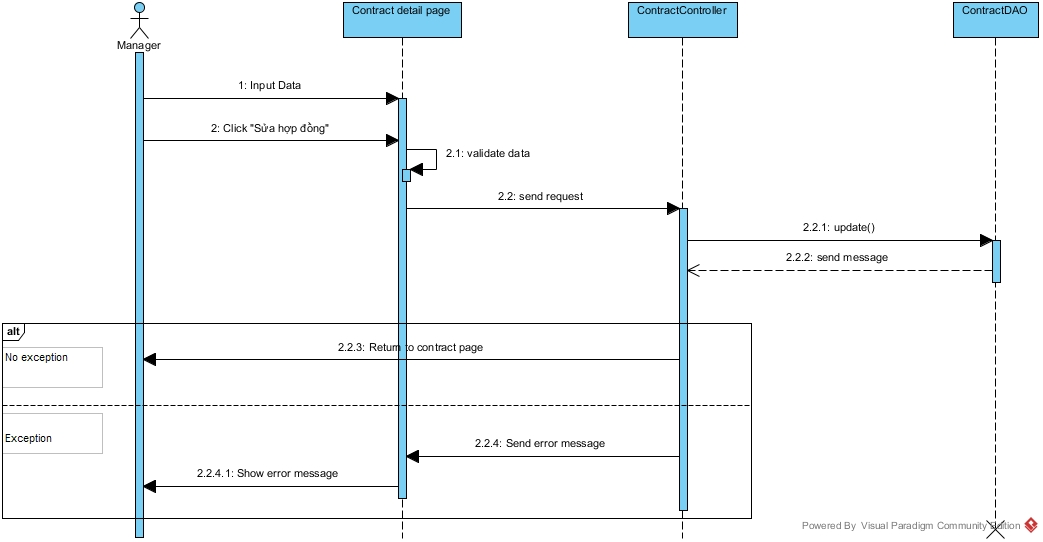 Contract detail page
ContractController
ContractDAO
Manager
1: Input Data
2: Click "Sửa hợp đồng"
2.1: validate data
2.2: send request
2.2.1: update()
2.2.2: send message
alt
No exception
2.2.3: Return to contract page
Exception
2.2.4: Send error message
2.2.4.1: Show error message
Powered By Visual Paradigm Community Edition